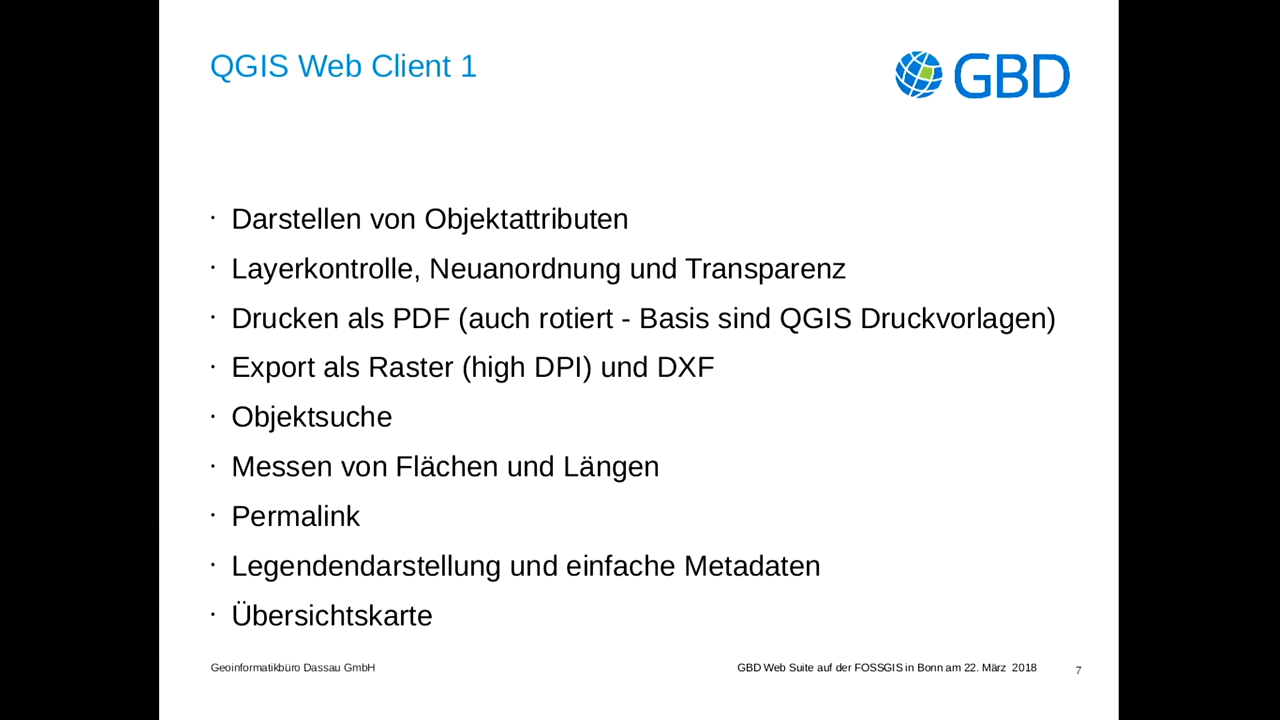 QGIS Web Client 1
GBD
· Darstellen von Objektattributen
· Layerkontrolle, Neuanordnung und Transparenz
· Drucken als PDF (auch rotiert - Basis sind QGIS Druckvorlagen)
· Export als Raster (high DPI) und DXF
· Objektsuche
· Messen von Flächen und Längen
· Permalink
· Legendendarstellung und einfache Metadaten
· Übersichtskarte
Geoinformatikbüro Dassau GmbH
GBD Web Suite auf der FOSSGIS in Bonn am 22. März 2018
7